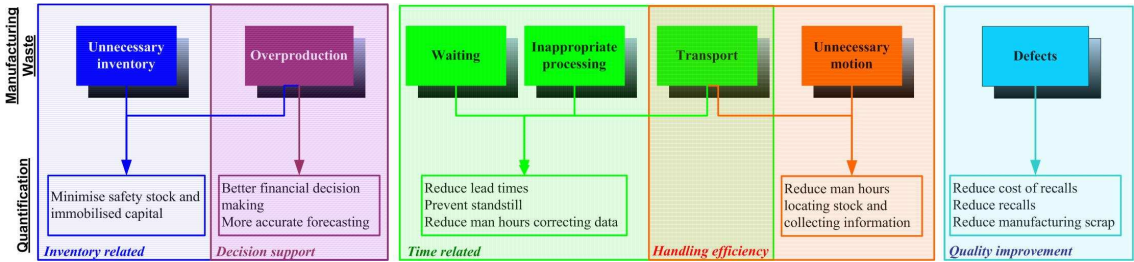 Manufacturing
Waste
Unnecessary
inventory
Overproduction
Waiting
Inappropriate
processing
Transport
Unnecessary
motion
Defects
Quantification
Minimise safety stock and
immobilised capital
Better financial decision
making
More accurate forecasting
Reduce lead times
Prevent standstill
Reduce man hours correcting data
Reduce man hours
locating stock and
collecting information
Reduce cost of recalls
Reduce recalls
Reduce manufacturing scrap
Inventory related
Decision support
Time related
Handling efficiency
Quality improvement